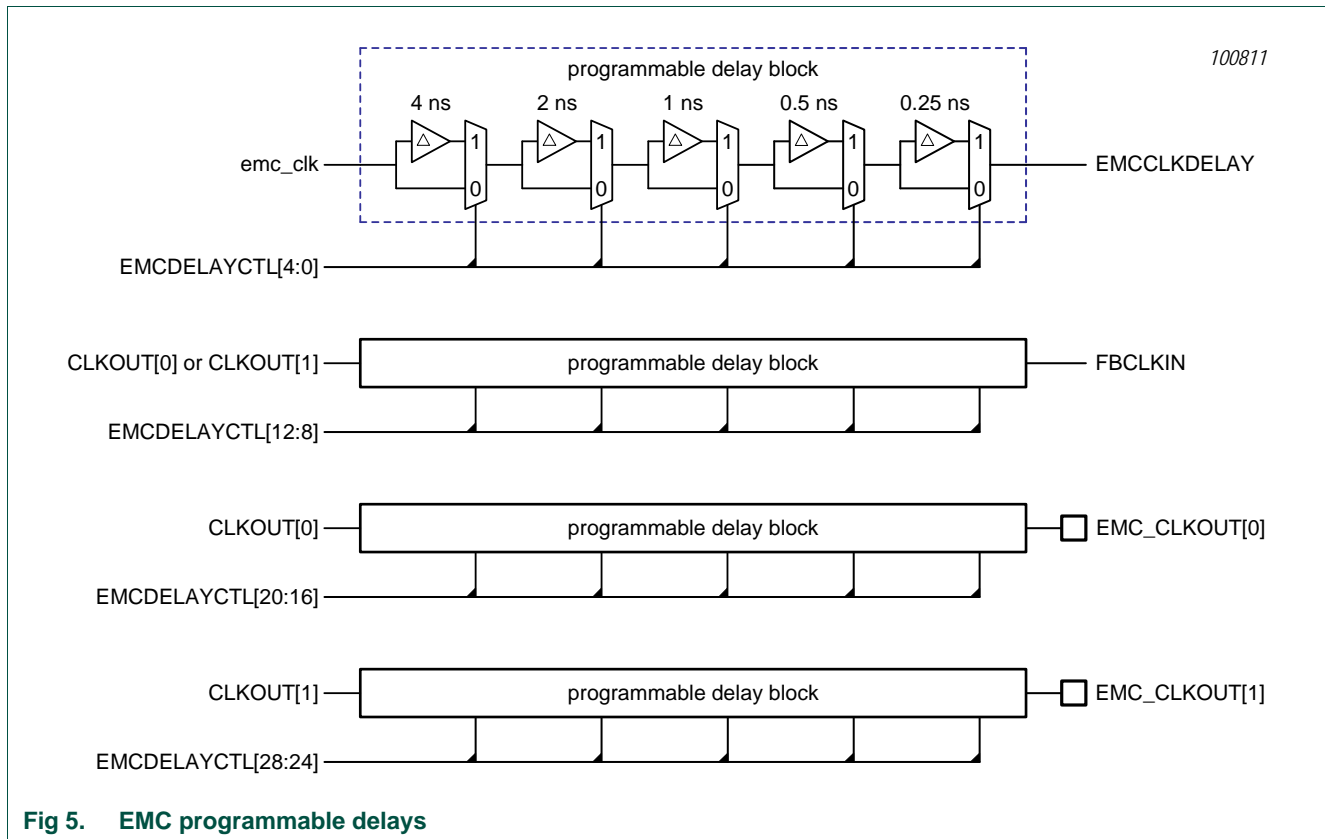 100811
programmable delay block
4 ns 2 ns 1 ns 0.5 ns 0.25 ns
△ 1 △ 1 △ 1 △ 1 △ 1
emc_clk EMCCLKDELAY
0 0 0 0 0
EMCDELAYCTL[4:0]
CLKOUT[0] or CLKOUT[1] programmable delay block FBCLKIN
EMCDELAYCTL[12:8]
CLKOUT[0] programmable delay block EMC_CLKOUT[0]
EMCDELAYCTL[20:16]
CLKOUT[1] programmable delay block EMC_CLKOUT[1]
EMCDELAYCTL[28:24]
Fig 5. EMC programmable delays